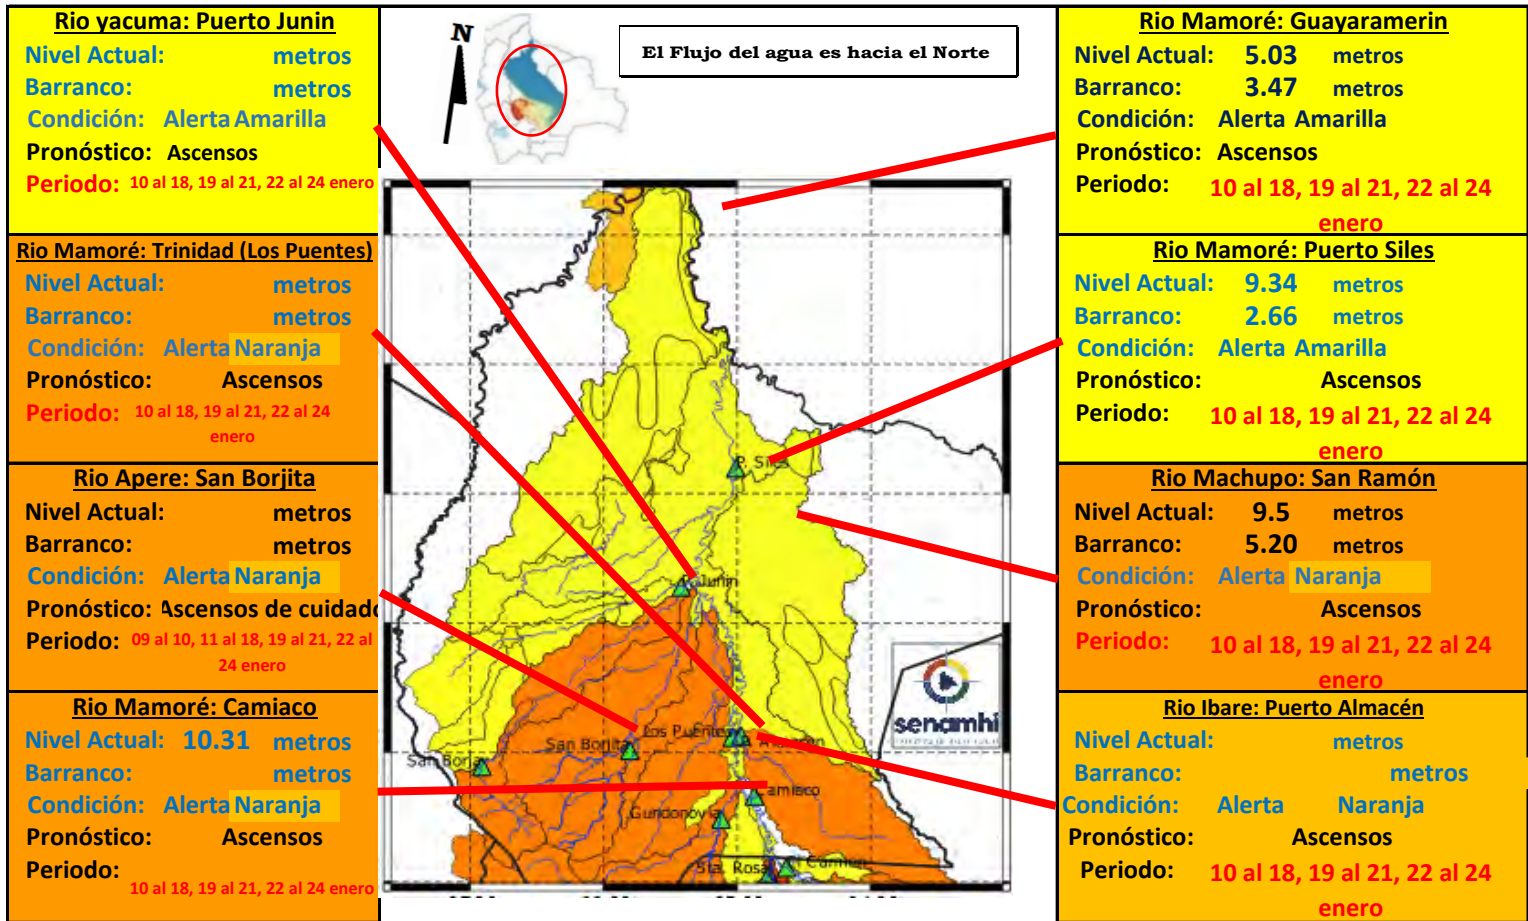 Rio yacuma: Puerto Junin
Nivel Actual: metros
Barranco: metros
Condición: Alerta Amarilla
Pronóstico: Ascensos
Periodo: 10 al 18, 19 al 21, 22 al 24 enero
Rio Mamoré: Trinidad (Los Puentes)
Nivel Actual: metros
Barranco: metros
Condición: Alerta Naranja
Pronóstico: Ascensos
Periodo: 10 al 18, 19 al 21, 22 al 24
enero
Rio Apere: San Borjita
Nivel Actual: metros
Barranco: metros
Condición: Alerta Naranja
Pronóstico: Ascensos de cuidado
Periodo: 09 al 10, 11 al 18, 19 al 21, 22 al
24 enero
Rio Mamoré: Camiaco
Nivel Actual: 10.31 metros
Barranco: metros
Condición: Alerta Naranja
Pronóstico: Ascensos
Periodo:
10 al 18, 19 al 21, 22 al 24 enero
N
El Flujo del agua es hacia el Norte
P. Siles
P. Junin
Los Puentes
San Borjita
San Borja
Camiaco
Gundonovia
Sta. Rosa
El Carmen
senamhi
Rio Mamoré: Guayaramerin
Nivel Actual: 5.03 metros
Barranco: 3.47 metros
Condición: Alerta Amarilla
Pronóstico: Ascensos
Periodo: 10 al 18, 19 al 21, 22 al 24
enero
Rio Mamoré: Puerto Siles
Nivel Actual: 9.34 metros
Barranco: 2.66 metros
Condición: Alerta Amarilla
Pronóstico: Ascensos
Periodo: 10 al 18, 19 al 21, 22 al 24
enero
Rio Machupo: San Ramón
Nivel Actual: 9.5 metros
Barranco: 5.20 metros
Condición: Alerta Naranja
Pronóstico: Ascensos
Periodo: 10 al 18, 19 al 21, 22 al 24
enero
Rio Ibare: Puerto Almacén
Nivel Actual: metros
Barranco: metros
Condición: Alerta Naranja
Pronóstico: Ascensos
Periodo: 10 al 18, 19 al 21, 22 al 24
enero